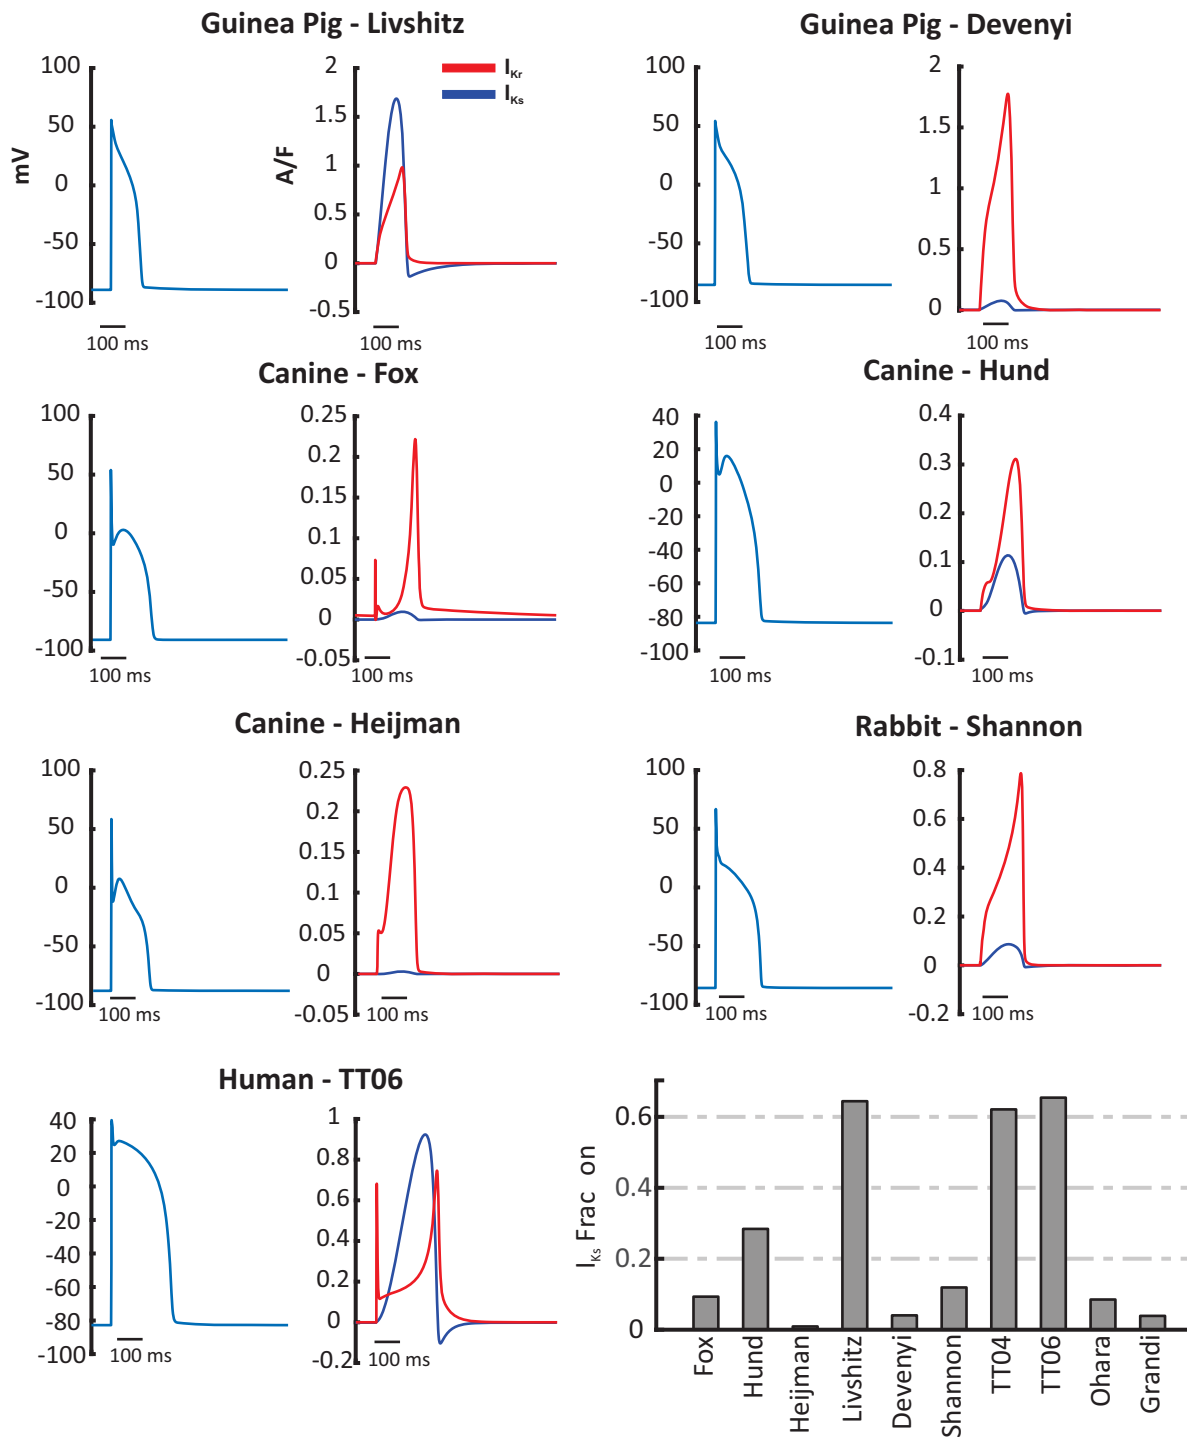 Guinea Pig - Livshitz
Guinea Pig - Devenyi
100
50
0
-50
-100
mV
100 ms
2
1.5
1
0.5
0
-0.5
A/F
I_Kr
I_Ks
100 ms
100
50
0
-50
-100
100 ms
2
1.5
1
0.5
0
100 ms
Canine - Fox
Canine - Hund
100
50
0
-50
-100
100 ms
0.25
0.2
0.15
0.1
0.05
0
-0.05
100 ms
40
20
0
-20
-40
-60
-80
-100
100 ms
0.4
0.3
0.2
0.1
0
-0.1
100 ms
Canine - Heijman
Rabbit - Shannon
100
50
0
-50
-100
100 ms
0.25
0.2
0.15
0.1
0.05
0
-0.05
100 ms
100
50
0
-50
-100
100 ms
0.8
0.6
0.4
0.2
0
-0.2
100 ms
Human - TT06
40
20
0
-20
-40
-60
-80
-100
100 ms
1
0.8
0.6
0.4
0.2
0
-0.2
100 ms
I_Ks Frac on
0.6
0.4
0.2
0
Fox
Hund
Heijman
Livshitz
Devenyi
Shannon
TT04
TT06
Ohara
Grandi